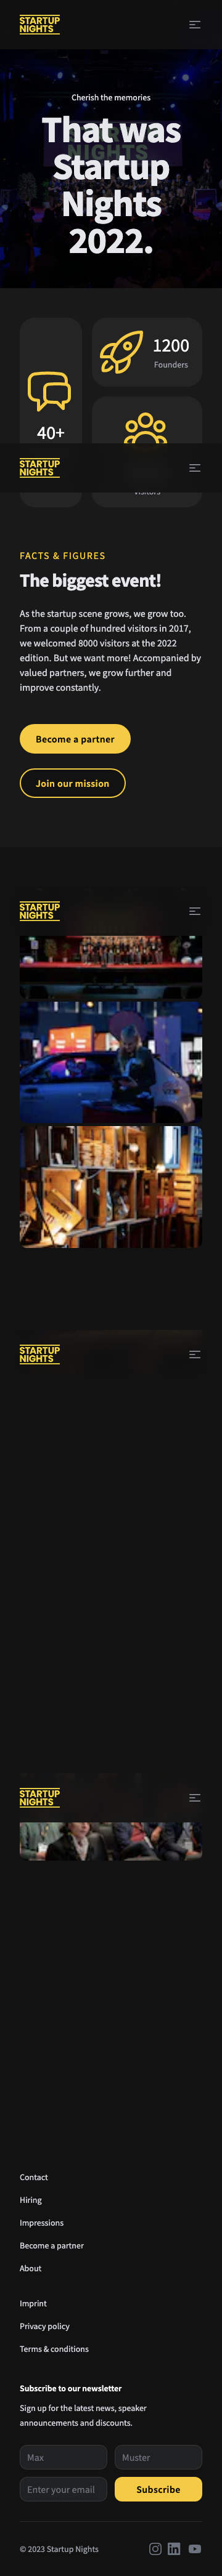 STARTUP
NIGHTS
Cherish the memories
That was
Startup
Nights
2022.
1200
Founders
40+
STARTUP
NIGHTS
Visitors
FACTS & FIGURES
The biggest event!
As the startup scene grows, we grow too.
From a couple of hundred visitors in 2017,
we welcomed 8000 visitors at the 2022
edition. But we want more! Accompanied by
valued partners, we grow further and
improve constantly.
Become a partner
Join our mission
STARTUP
NIGHTS
STARTUP
NIGHTS
STARTUP
NIGHTS
Contact
Hiring
Impressions
Become a partner
About
Imprint
Privacy policy
Terms & conditions
Subscribe to our newsletter
Sign up for the latest news, speaker
announcements and discounts.
Max Muster
Enter your email Subscribe
© 2023 Startup Nights